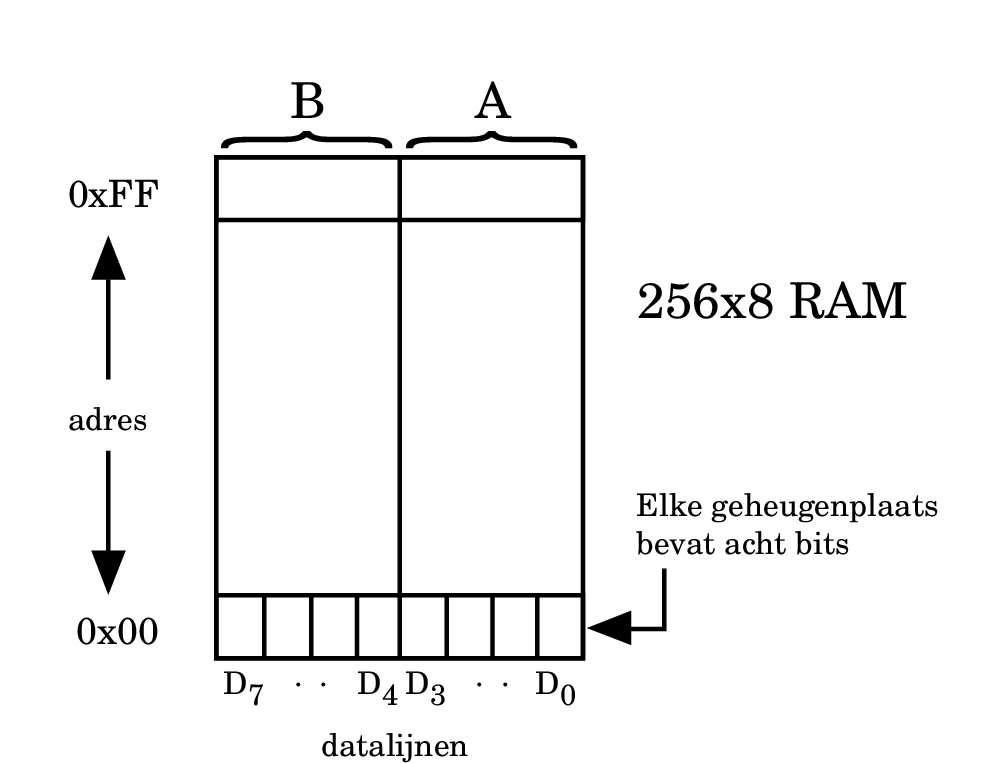 B A
0xFF
256x8 RAM
adres
Elke geheugenplaats
bevat acht bits
0x00
D7 · · D4 D3 · · D0
datalijnen